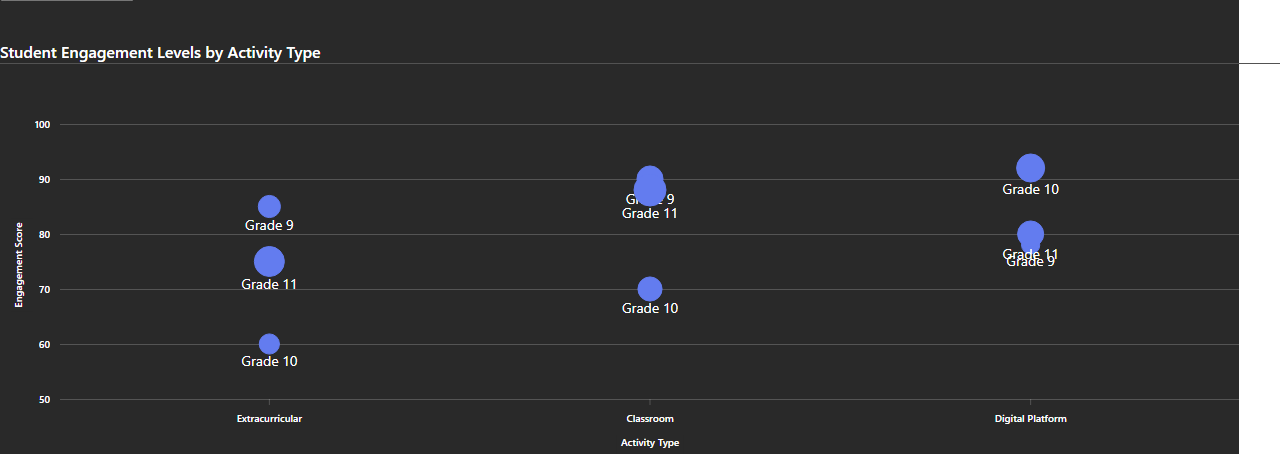 Student Engagement Levels by Activity Type
100
90
80
70
60
50
Engagement Score
Grade 9
Grade 11
Grade 10
Grade 9
Grade 11
Grade 10
Grade 10
Grade 11
Grade 9
Extracurricular
Classroom
Digital Platform
Activity Type